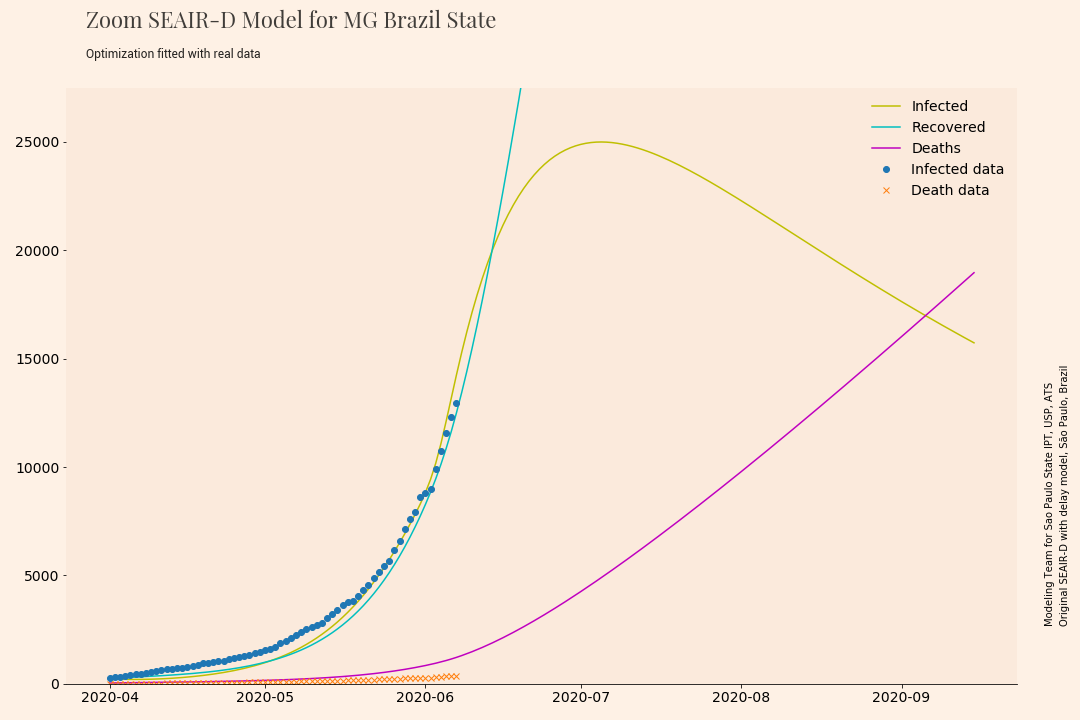 Zoom SEAIR-D Model for MG Brazil State
Optimization fitted with real data
Infected
Recovered
Deaths
Infected data
Death data
25000
20000
15000
10000
5000
0
2020-04
2020-05
2020-06
2020-07
2020-08
2020-09
Modeling Team for Sao Paulo State IPT, USP, ATS
Original SEAIR-D with delay model, São Paulo, Brazil